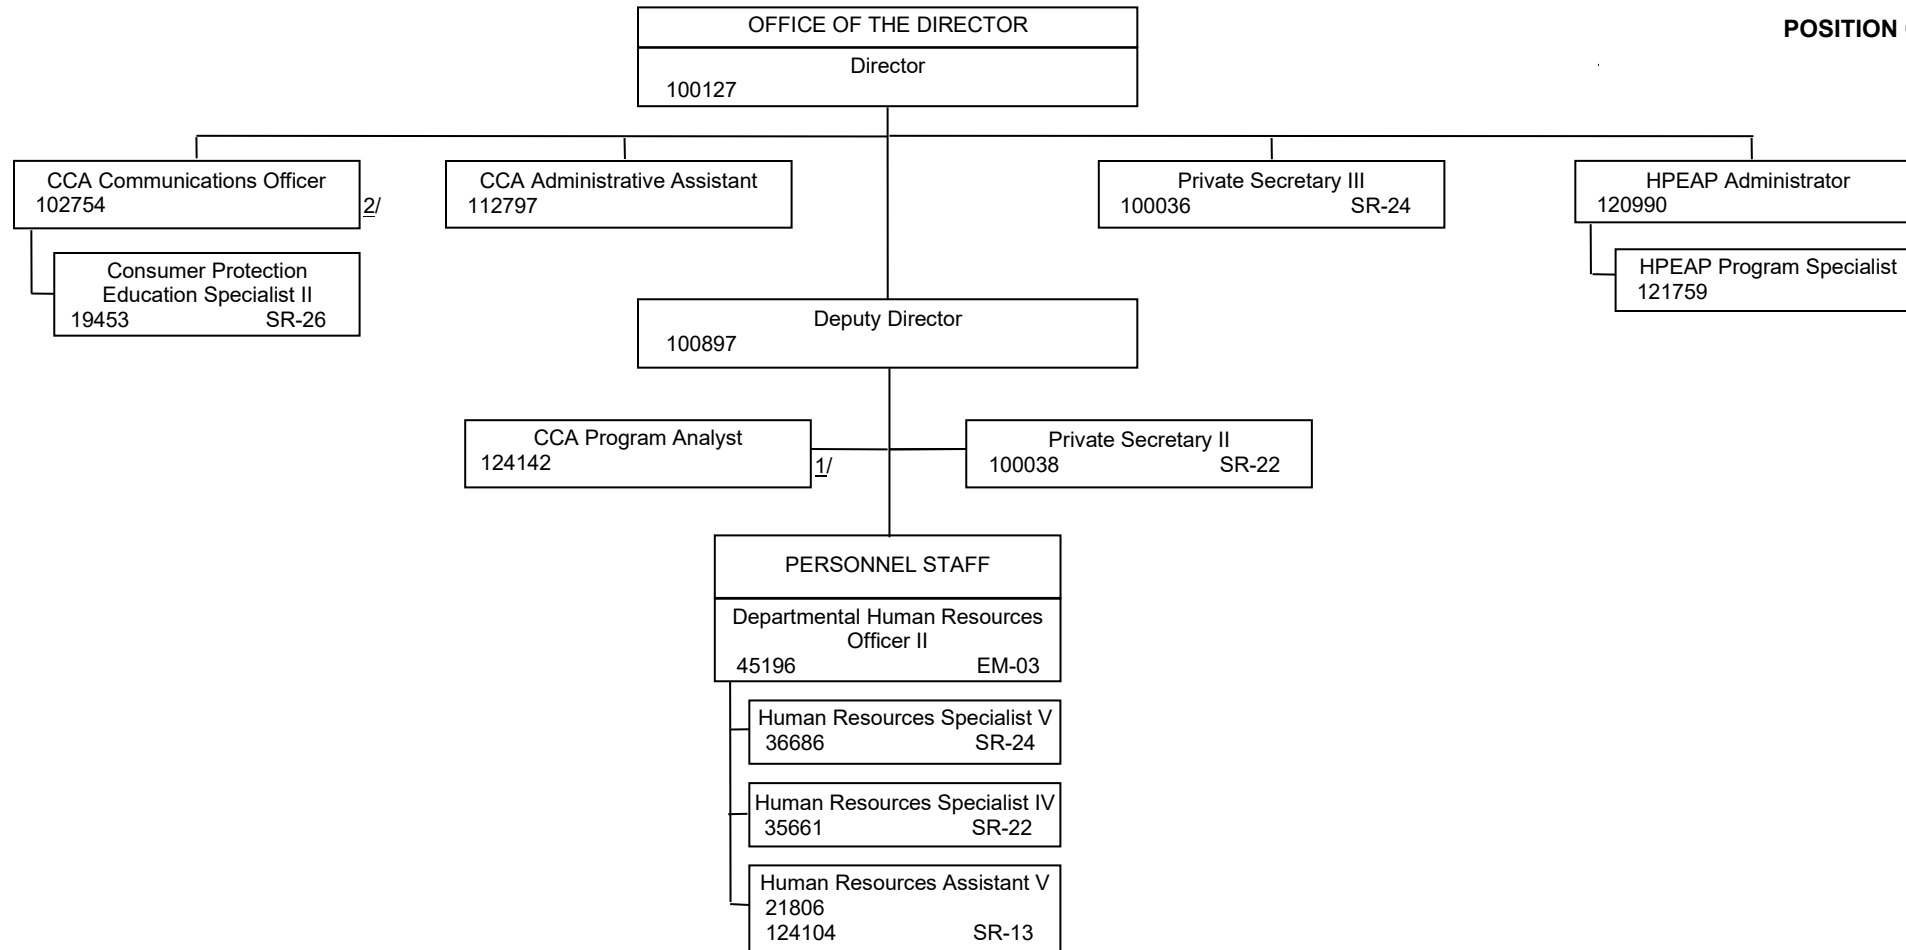 OFFICE OF THE DIRECTOR
POSITION
Director
100127
CCA Communications Officer
102754
2/
CCA Administrative Assistant
112797
Private Secretary III
100036 SR-24
HPEAP Administrator
120990
Consumer Protection
Education Specialist II
19453 SR-26
HPEAP Program Specialist
121759
Deputy Director
100897
CCA Program Analyst
124142
1/
Private Secretary II
100038 SR-22
PERSONNEL STAFF
Departmental Human Resources
Officer II
45196 EM-03
Human Resources Specialist V
36686 SR-24
Human Resources Specialist IV
35661 SR-22
Human Resources Assistant V
21806
124104 SR-13